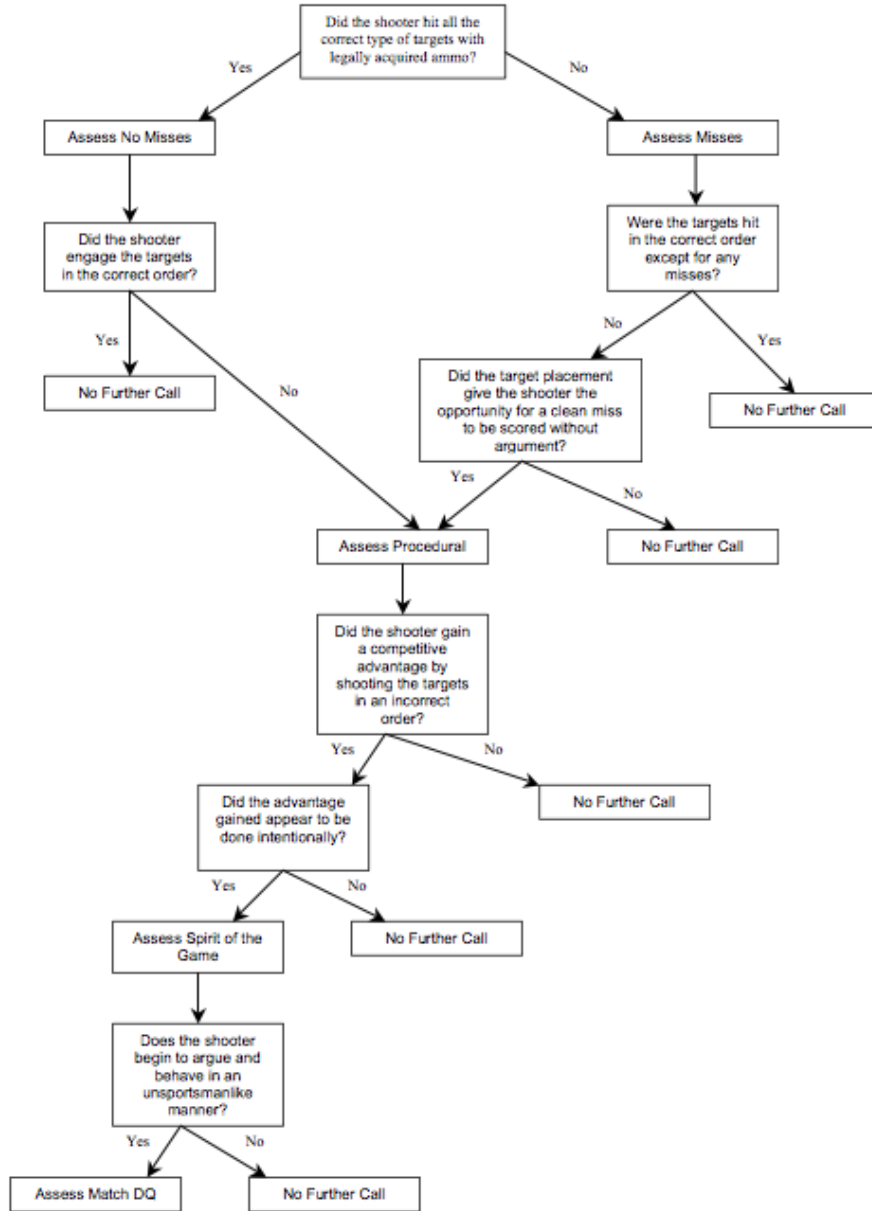 Did the shooter hit all the
correct type of targets with
legally acquired ammo?
Yes
No
Assess No Misses
Assess Misses
Did the shooter
engage the targets
in the correct order?
Were the targets hit
in the correct order
except for any
misses?
Yes
No
No
Yes
No Further Call
Did the target placement
give the shooter the
opportunity for a clean miss
to be scored without
argument?
No Further Call
Yes
No
Assess Procedural
No Further Call
Did the shooter gain
a competitive
advantage by
shooting the targets
in an incorrect
order?
Yes
No
Did the advantage
gained appear to be
done intentionally?
No Further Call
Yes
No
Assess Spirit of the
Game
No Further Call
Does the shooter
begin to argue and
behave in an
unsportsmanlike
manner?
Yes
No
Assess Match DQ
No Further Call